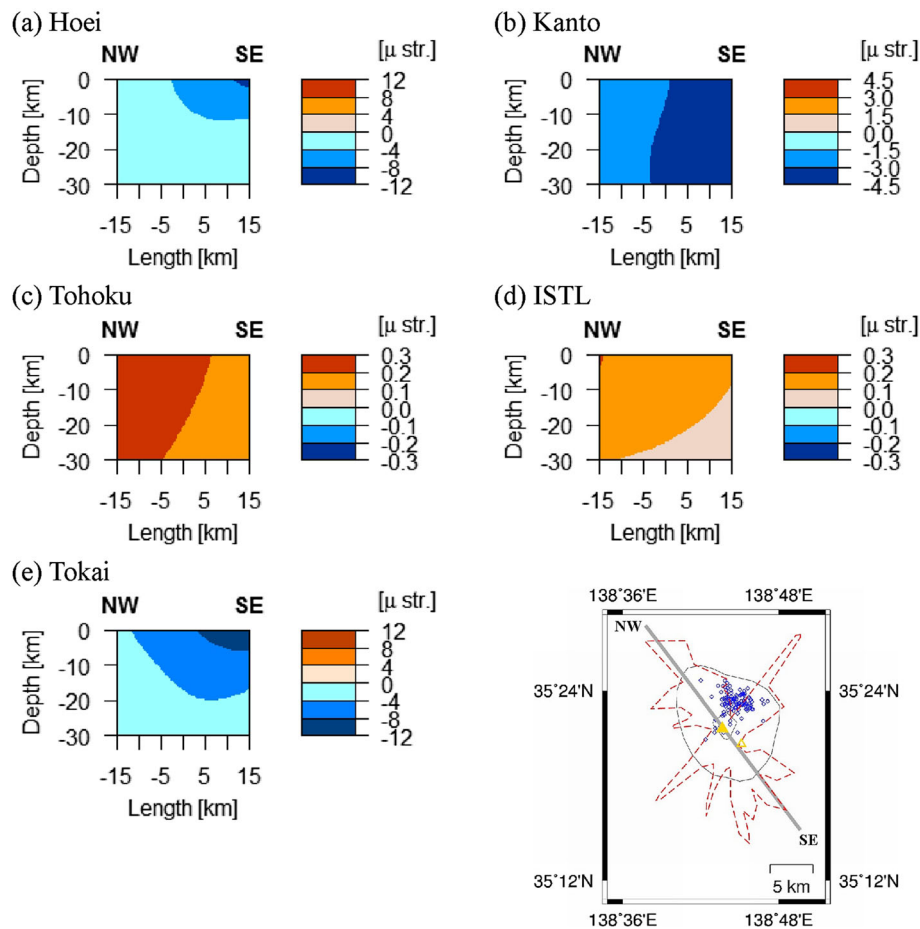 (a) Hoei
NW SE
[μ str.]
Depth [km]
0
-10
-20
-30
-15 -5 5 15
Length [km]
12
8
4
0
-4
-8
-12
(b) Kanto
NW SE
[μ str.]
Depth [km]
0
-10
-20
-30
-15 -5 5 15
Length [km]
4.5
3.0
1.5
0.0
-1.5
-3.0
-4.5
(c) Tohoku
NW SE
[μ str.]
Depth [km]
0
-10
-20
-30
-15 -5 5 15
Length [km]
0.3
0.2
0.1
0.0
-0.1
-0.2
-0.3
(d) ISTL
NW SE
[μ str.]
Depth [km]
0
-10
-20
-30
-15 -5 5 15
Length [km]
0.3
0.2
0.1
0.0
-0.1
-0.2
-0.3
(e) Tokai
NW SE
[μ str.]
Depth [km]
0
-10
-20
-30
-15 -5 5 15
Length [km]
12
8
4
0
-4
-8
-12
138˚36'E 138˚48'E
NW
35˚24'N 35˚24'N
SE
5 km
35˚12'N 35˚12'N
138˚36'E 138˚48'E